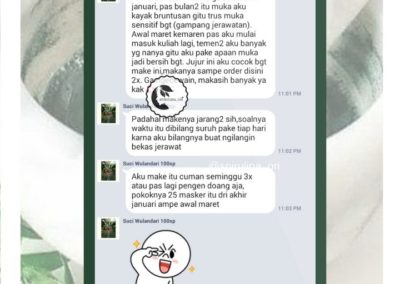 januari, pas bulan2 itu muka aku
kayak bruntusan gitu trus muka
sensitif bgt (gampang jerawatan).
Awal maret kemaren pas aku mulai
masuk kuliah lagi, temen2 aku banyak
yg nanya gitu aku pake apaan muka
jadi bersih bgt. Jujur ini aku cocok bgt
make ini,makanya sampe order disini
2x. makasih banyak ya
kak
11:01 PM
Suci Wulandari 100sp
Padahal makenya jarang2 sih,soalnya
waktu itu dibilang suruh pake tiap hari
karna aku bilangnya buat ngilangin
bekas jerawat
11:02 PM
Suci Wulandari 100sp
Aku make itu cuman seminggu 3x
atau pas lagi pengen doang aja,
pokoknya 25 masker itu dri akhir
januari ampe awal maret
11:03 PM
Suci Wulandari 100sp